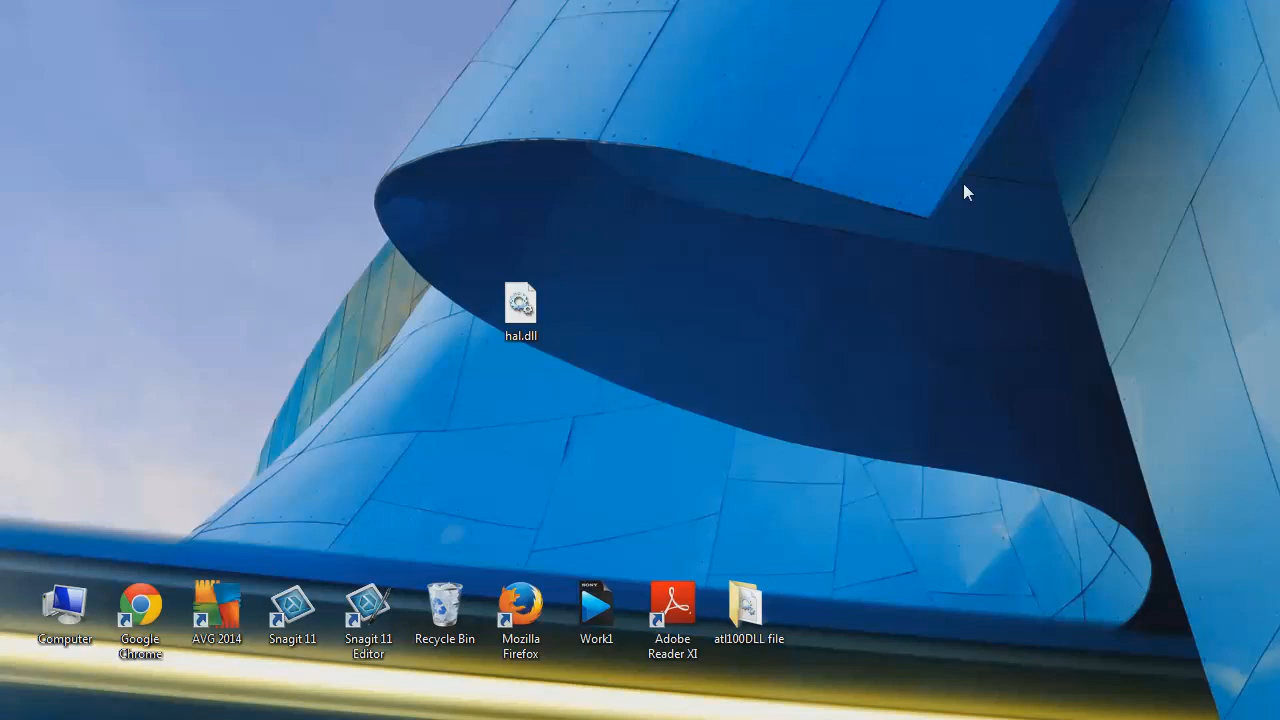 hal.dll
SONY
Computer
Google
Chrome
AVG 2014
Snagit 11
Snagit 11
Editor
Recycle Bin
Mozilla
Firefox
Work1
Adobe
Reader XI
atl100DLL file